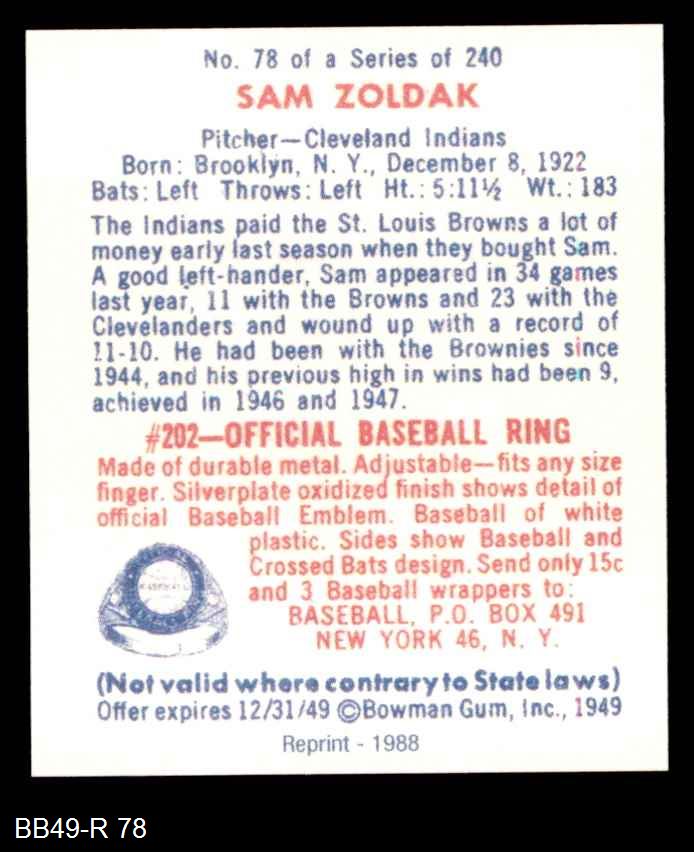 No. 78 of a Series of 240
SAM ZOLDAK
Pitcher—Cleveland Indians
Born: Brooklyn, N. Y., December 8, 1922
Bats: Left Throws: Left Ht.: 5:11½ Wt.: 183
The Indians paid the St. Louis Browns a lot of
money early last season when they bought Sam.
A good left-hander, Sam appeared in 34 games
last year, 11 with the Browns and 23 with the
Clevelanders and wound up with a record of
11-10. He had been with the Brownies since
1944, and his previous high in wins had been 9,
achieved in 1946 and 1947.
#202—OFFICIAL BASEBALL RING
Made of durable metal. Adjustable—fits any size
finger. Silverplate oxidized finish shows detail of
official Baseball Emblem. Baseball of white
plastic. Sides show Baseball and
Crossed Bats design. Send only 15c
and 3 Baseball wrappers to:
BASEBALL, P.O. BOX 491
NEW YORK 46, N. Y.
BASEBALL
(Not valid where contrary to State laws)
Offer expires 12/31/49 ©Bowman Gum, Inc., 1949
Reprint - 1988
BB49-R 78